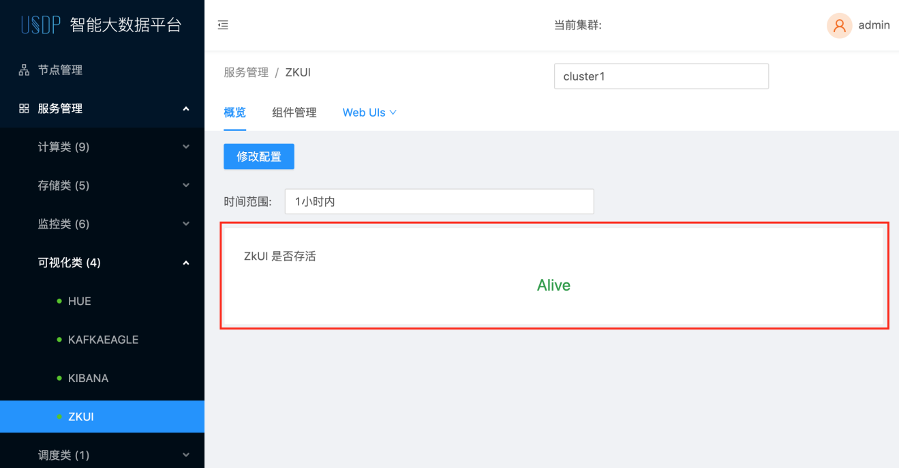 USDP 智能大数据平台
当前集群:
admin
节点管理
服务管理
计算类 (9)
存储类 (5)
监控类 (6)
可视化类 (4)
HUE
KAFKAEAGLE
KIBANA
ZKUI
调度类 (1)
服务管理 / ZKUI
cluster1
概览
组件管理
Web UIs
修改配置
时间范围:
1小时内
ZkUI 是否存活
Alive